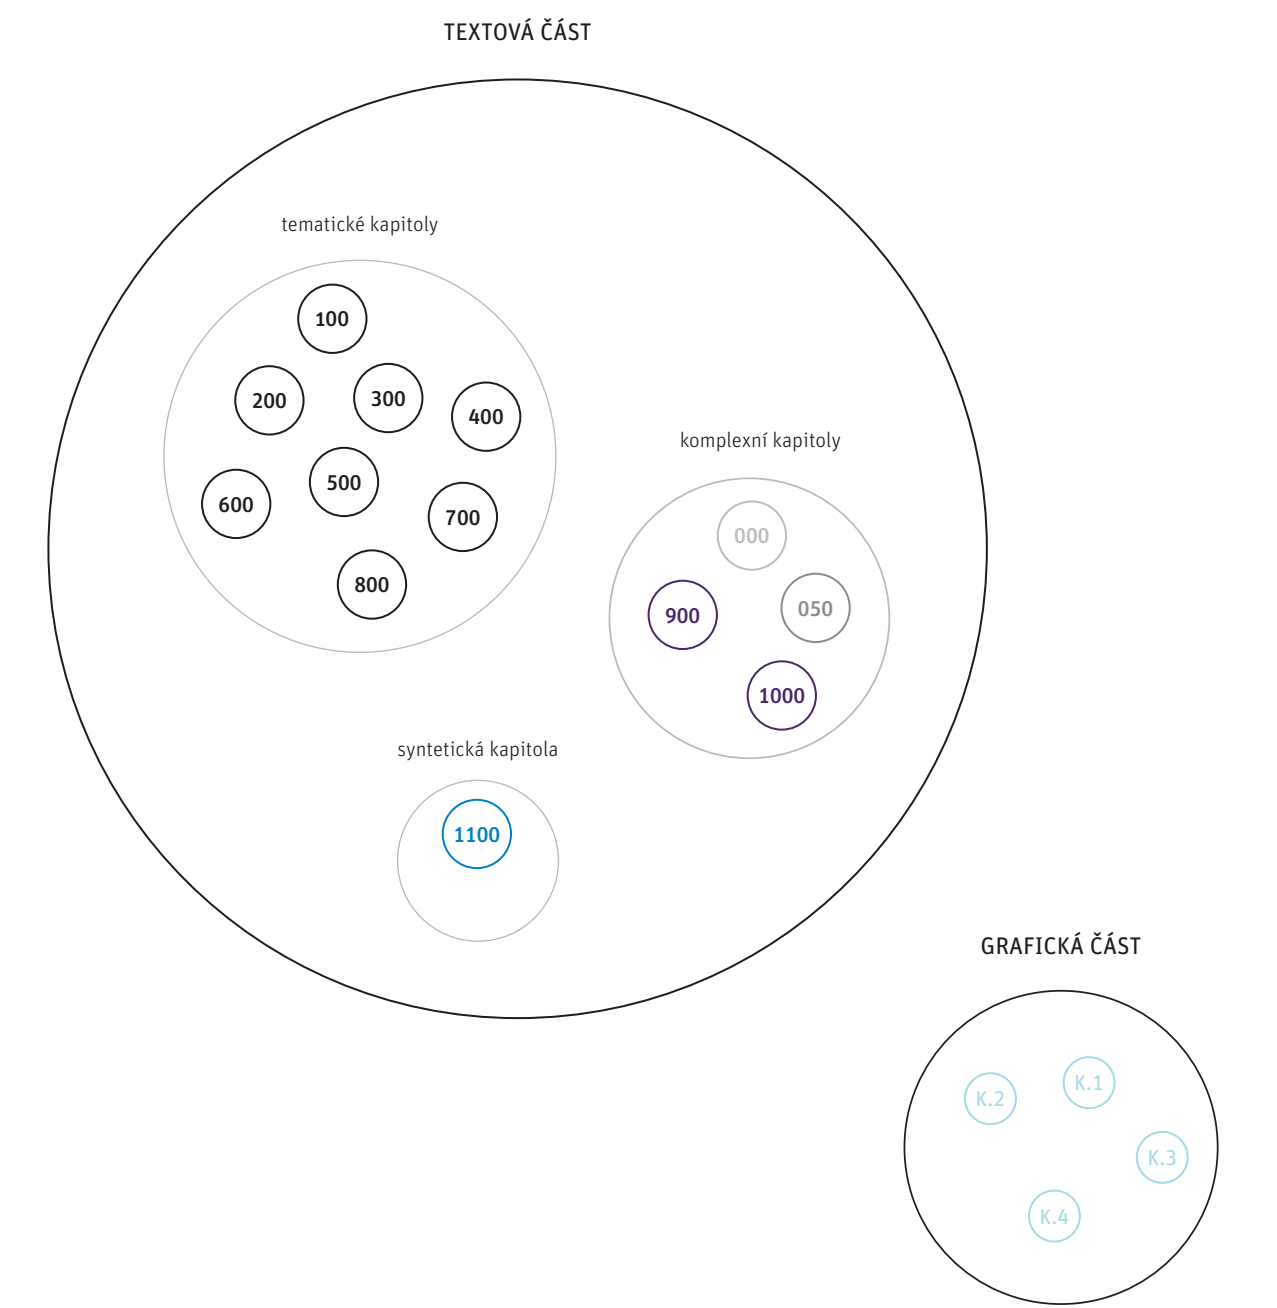 TEXTOVÁ ČÁST
tematické kapitoly
100
200
300
400
500
600
700
800
komplexní kapitoly
000
900
050
1000
syntetická kapitola
1100
GRAFICKÁ ČÁST
K.1
K.2
K.3
K.4